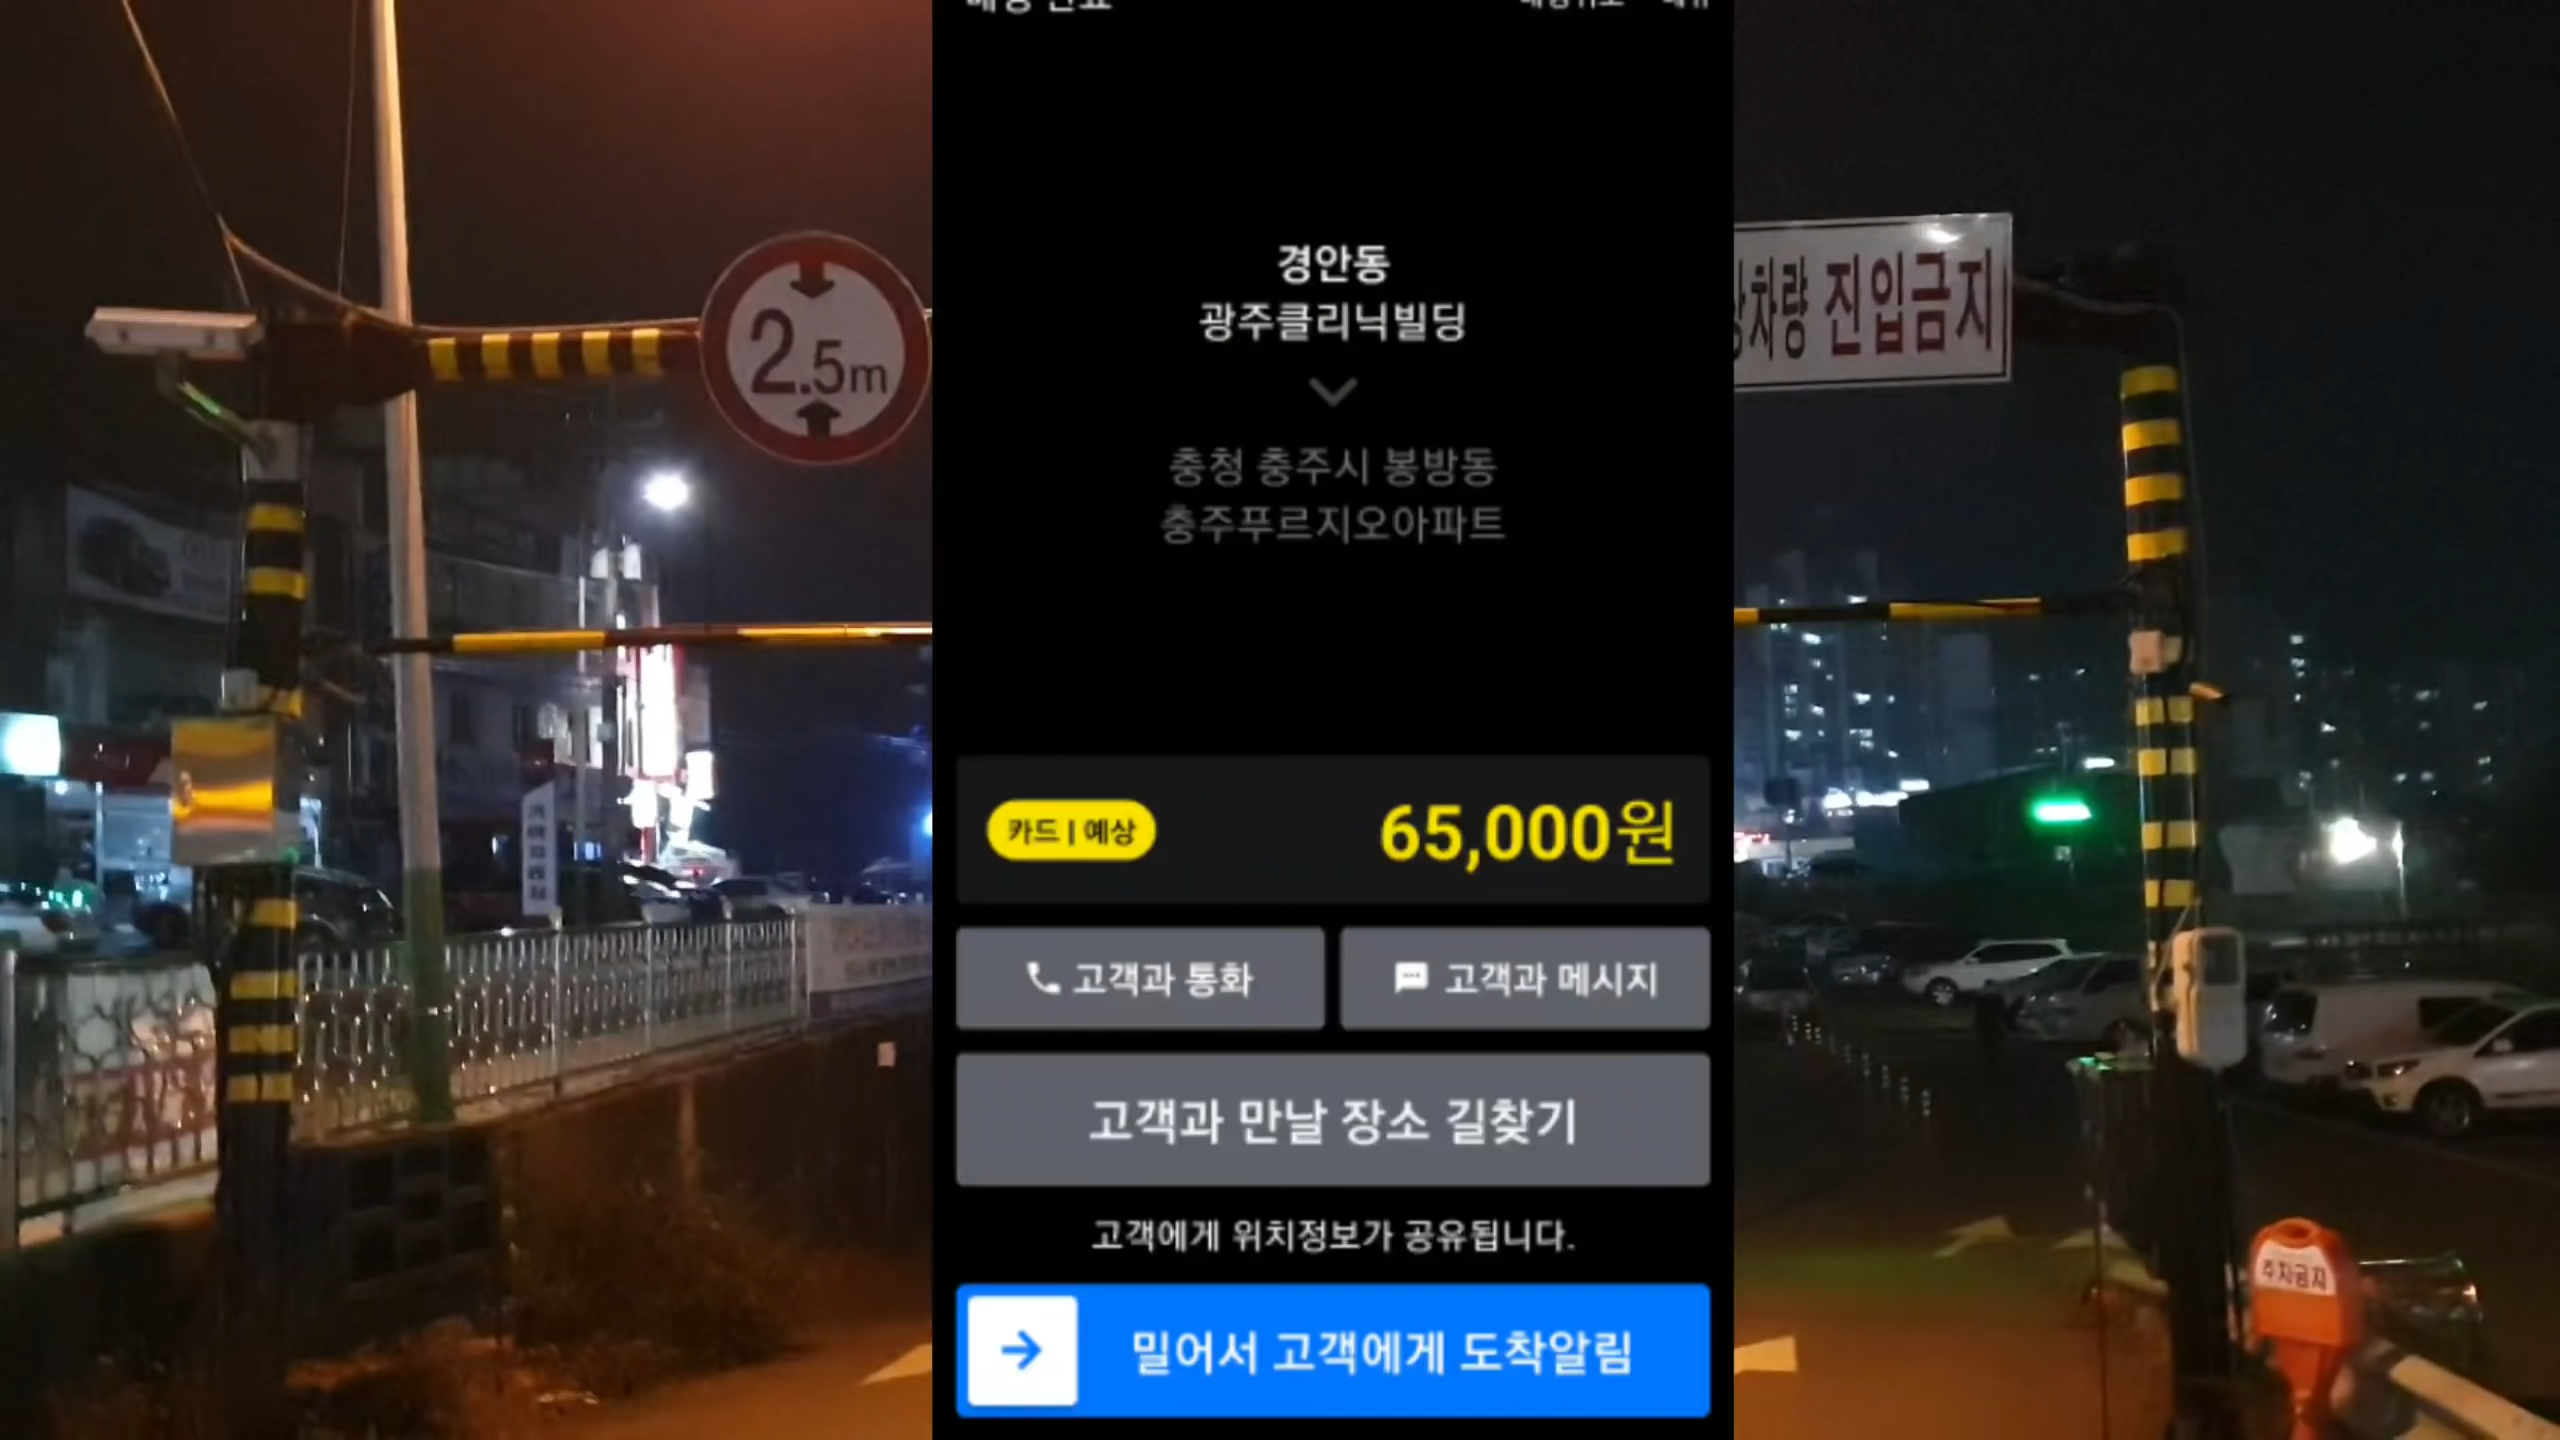 2.5m
차량 진입금지
주차금지
경안동
광주클리닉빌딩
충청 충주시 봉방동
충주푸르지오아파트
카드 | 예상
65,000원
고객과 통화
고객과 메시지
고객과 만날 장소 길찾기
고객에게 위치정보가 공유됩니다.
밀어서 고객에게 도착알림